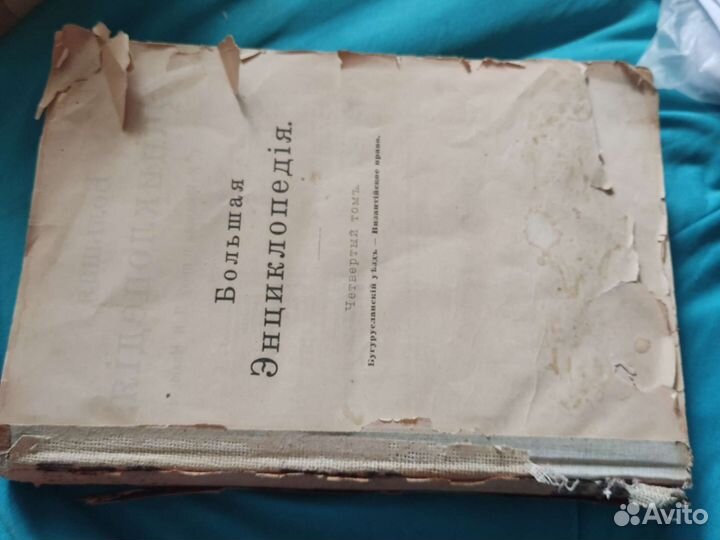 Большая
Энциклопедія.
Четвертый томъ.
Бугурусланскій уѣздъ — Византійское право.
Avito